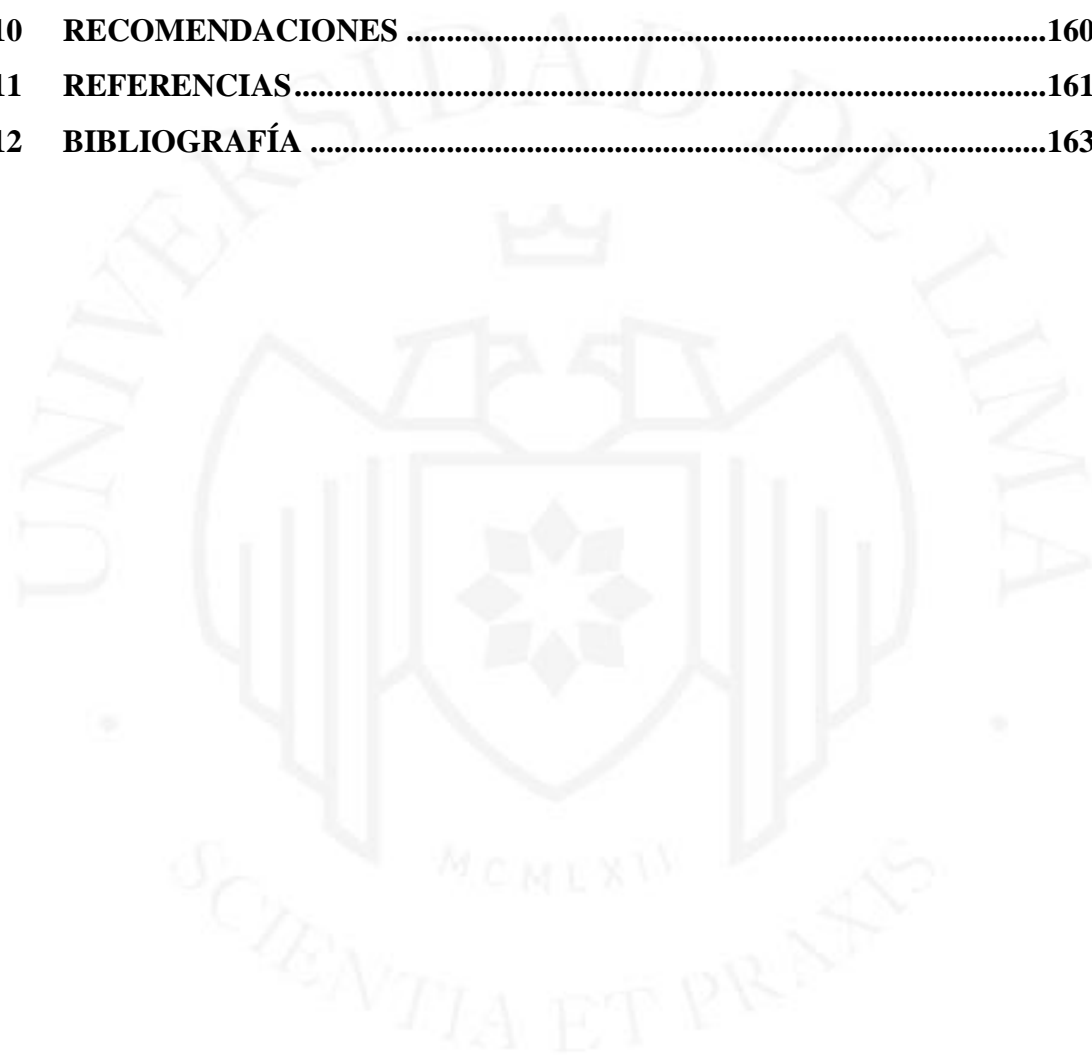 10 RECOMENDACIONES ..............................................................................160
11 REFERENCIAS............................................................................................161
12 BIBLIOGRAFÍA ..........................................................................................163
UNIVERSIDAD DE LIMA
MCMLXII
SCIENTIA ET PRAXIS